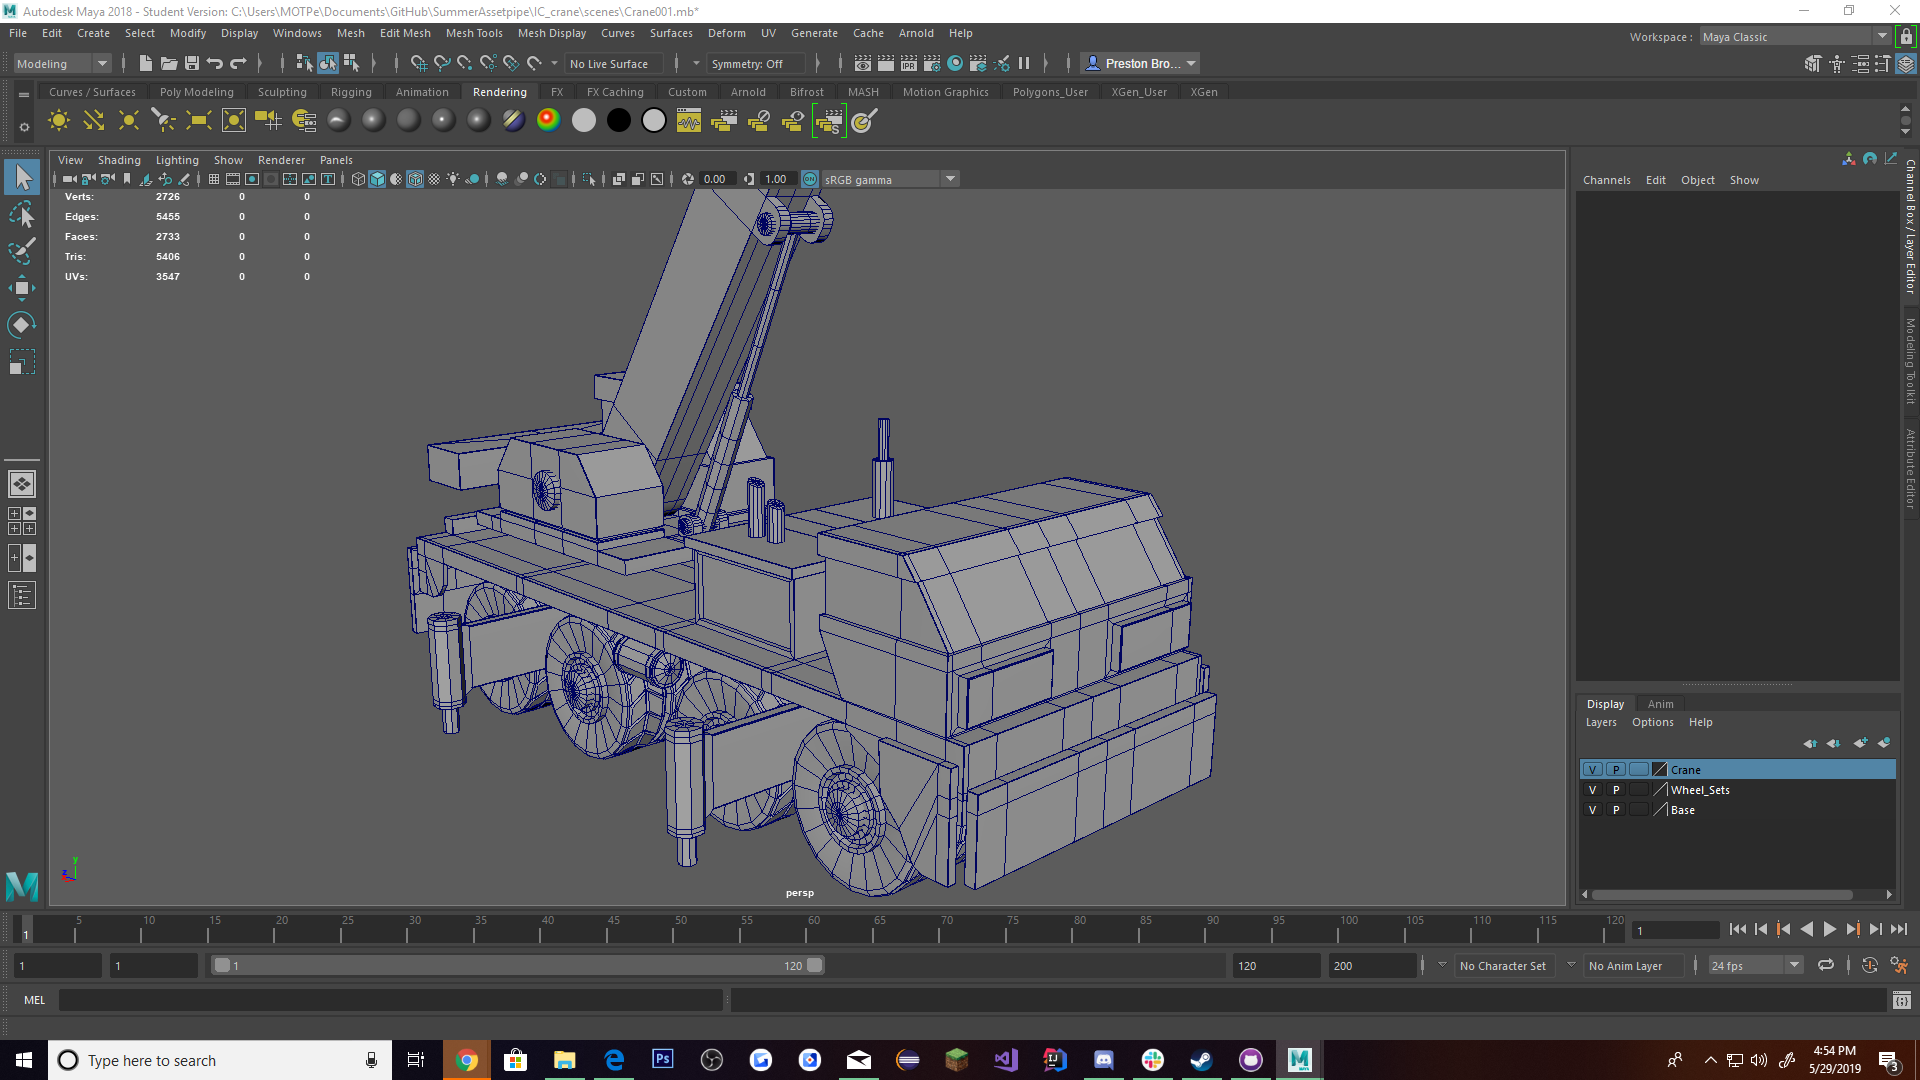 Autodesk Maya 2018 - Student Version: C:\Users\MOTPe\Documents\GitHub\SummerAssetpipe\IC_crane\scenes\Crane001.mb*
File Edit Create Select Modify Display Windows Mesh Edit Mesh Mesh Tools Mesh Display Curves Surfaces Deform UV Generate Cache Arnold Help
Workspace : Maya Classic
Modeling No Live Surface Symmetry: Off IPR Preston Bro...
Curves / Surfaces Poly Modeling Sculpting Rigging Animation Rendering FX FX Caching Custom Arnold Bifrost MASH Motion Graphics Polygons_User XGen_User XGen
View Shading Lighting Show Renderer Panels
0.00 1.00 ON sRGB gamma
Verts: 2726 0 0
Edges: 5455 0 0
Faces: 2733 0 0
Tris: 5406 0 0
UVs: 3547 0 0
y
z
persp
Channels Edit Object Show
Channel Box / Layer Editor
Modeling Toolkit
Attribute Editor
Display Anim
Layers Options Help
V P Crane
V P Wheel_Sets
V P Base
5 10 15 20 25 30 35 40 45 50 55 60 65 70 75 80 85 90 95 100 105 110 115 120
1
1
1 1 1 120 120 200 No Character Set No Anim Layer 24 fps
MEL
Type here to search
Ps
IJ
4:54 PM
5/29/2019
3